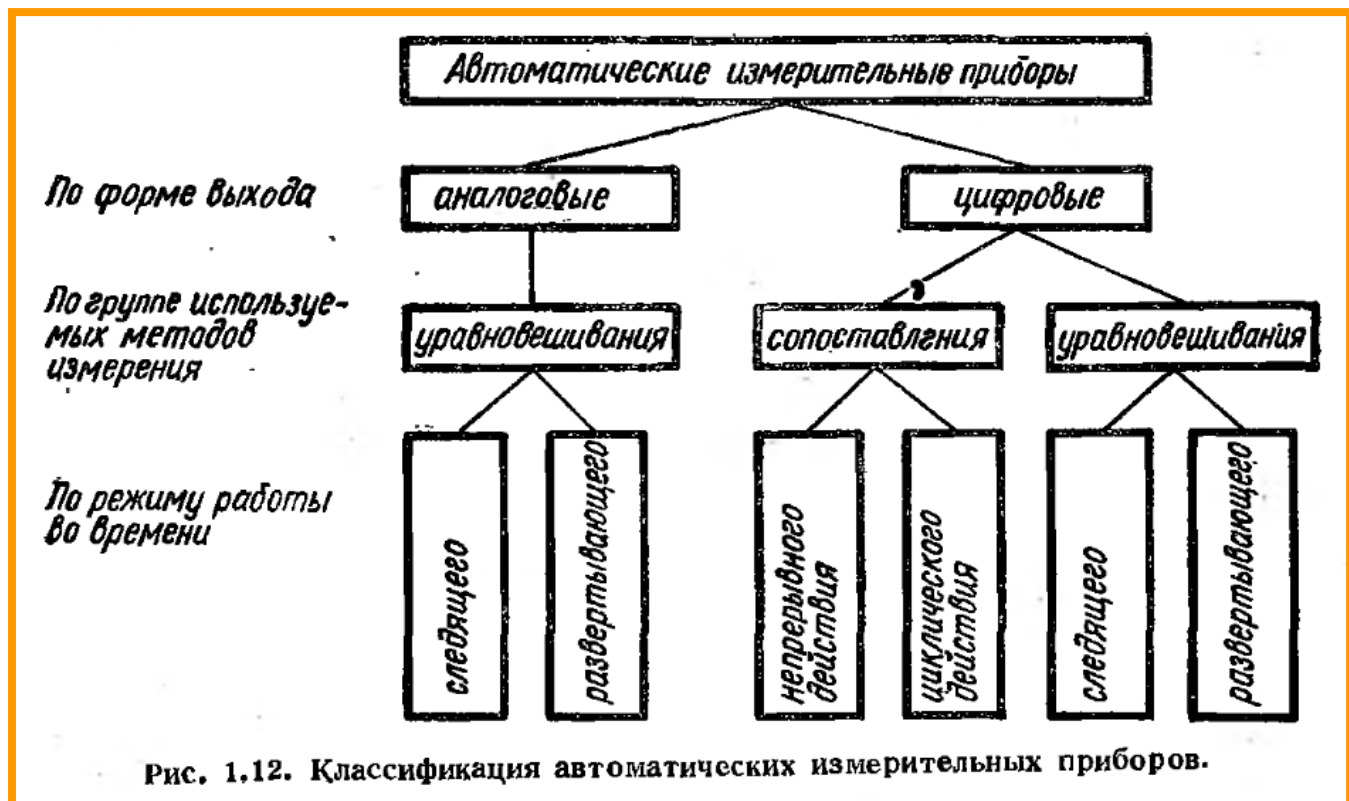 Автоматические измерительные приборы
По форме выхода
аналоговые
цифровые
По группе используе-
мых методов
измерения
уравновешивания
сопоставления
уравновешивания
По режиму работы
во времени
следящего
развертывающего
непрерывного
действия
циклического
действия
следящего
развертывающего
Рис. 1.12. Классификация автоматических измерительных приборов.